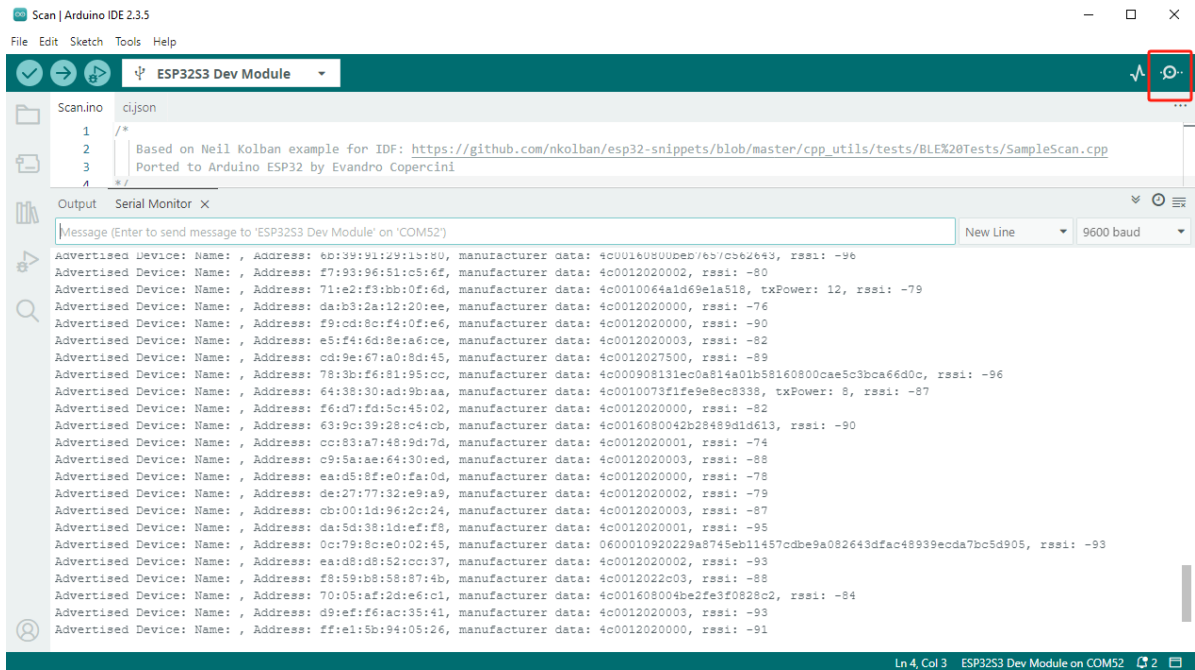 Scan | Arduino IDE 2.3.5
File Edit Sketch Tools Help
ESP32S3 Dev Module
Scan.ino ci.json
1 /*
2 Based on Neil Kolban example for IDF: https://github.com/nkolban/esp32-snippets/blob/master/cpp_utils/tests/BLE%20Tests/SampleScan.cpp
3 Ported to Arduino ESP32 by Evandro Copercini
4 */
Output Serial Monitor
Message (Enter to send message to 'ESP32S3 Dev Module' on 'COM52') New Line 9600 baud
Advertised Device: Name: , Address: 6b:39:91:29:15:80, manufacturer data: 4c00160800beb7657c562643, rssi: -96
Advertised Device: Name: , Address: f7:93:96:51:c5:6f, manufacturer data: 4c0012020002, rssi: -80
Advertised Device: Name: , Address: 71:e2:f3:bb:0f:6d, manufacturer data: 4c0010064a1d69e1a518, txPower: 12, rssi: -79
Advertised Device: Name: , Address: da:b3:2a:12:20:ee, manufacturer data: 4c0012020000, rssi: -76
Advertised Device: Name: , Address: f9:cd:8c:f4:0f:e6, manufacturer data: 4c0012020000, rssi: -90
Advertised Device: Name: , Address: e5:f4:6d:8e:a6:ce, manufacturer data: 4c0012020003, rssi: -82
Advertised Device: Name: , Address: cd:9e:67:a0:8d:45, manufacturer data: 4c0012027500, rssi: -89
Advertised Device: Name: , Address: 78:3b:f6:81:95:cc, manufacturer data: 4c000908131ec0a814a01b58160800cae5c3bca66d0c, rssi: -96
Advertised Device: Name: , Address: 64:38:30:ad:9b:aa, manufacturer data: 4c0010073f1fe9e8ec8338, txPower: 8, rssi: -87
Advertised Device: Name: , Address: f6:d7:fd:5c:45:02, manufacturer data: 4c0012020000, rssi: -82
Advertised Device: Name: , Address: 63:9c:39:28:c4:cb, manufacturer data: 4c0016080042b28489d1d613, rssi: -90
Advertised Device: Name: , Address: cc:83:a7:48:9d:7d, manufacturer data: 4c0012020001, rssi: -74
Advertised Device: Name: , Address: c9:5a:ae:64:30:ed, manufacturer data: 4c0012020003, rssi: -88
Advertised Device: Name: , Address: ea:d5:8f:e0:fa:0d, manufacturer data: 4c0012020000, rssi: -78
Advertised Device: Name: , Address: de:27:77:32:e9:a9, manufacturer data: 4c0012020002, rssi: -79
Advertised Device: Name: , Address: cb:00:1d:96:2c:24, manufacturer data: 4c0012020003, rssi: -87
Advertised Device: Name: , Address: da:5d:38:1d:ef:f8, manufacturer data: 4c0012020001, rssi: -95
Advertised Device: Name: , Address: 0c:79:8c:e0:02:45, manufacturer data: 0600010920229a8745eb11457cdbe9a082643dfac48939ecda7bc5d905, rssi: -93
Advertised Device: Name: , Address: ea:d8:d8:52:cc:37, manufacturer data: 4c0012020002, rssi: -93
Advertised Device: Name: , Address: f8:59:b8:58:87:4b, manufacturer data: 4c0012022c03, rssi: -88
Advertised Device: Name: , Address: 70:05:af:2d:e6:c1, manufacturer data: 4c001608004be2fe3f0828c2, rssi: -84
Advertised Device: Name: , Address: d9:ef:f6:ac:35:41, manufacturer data: 4c0012020003, rssi: -93
Advertised Device: Name: , Address: ff:e1:5b:94:05:26, manufacturer data: 4c0012020000, rssi: -91
Ln 4, Col 3 ESP32S3 Dev Module on COM52 2